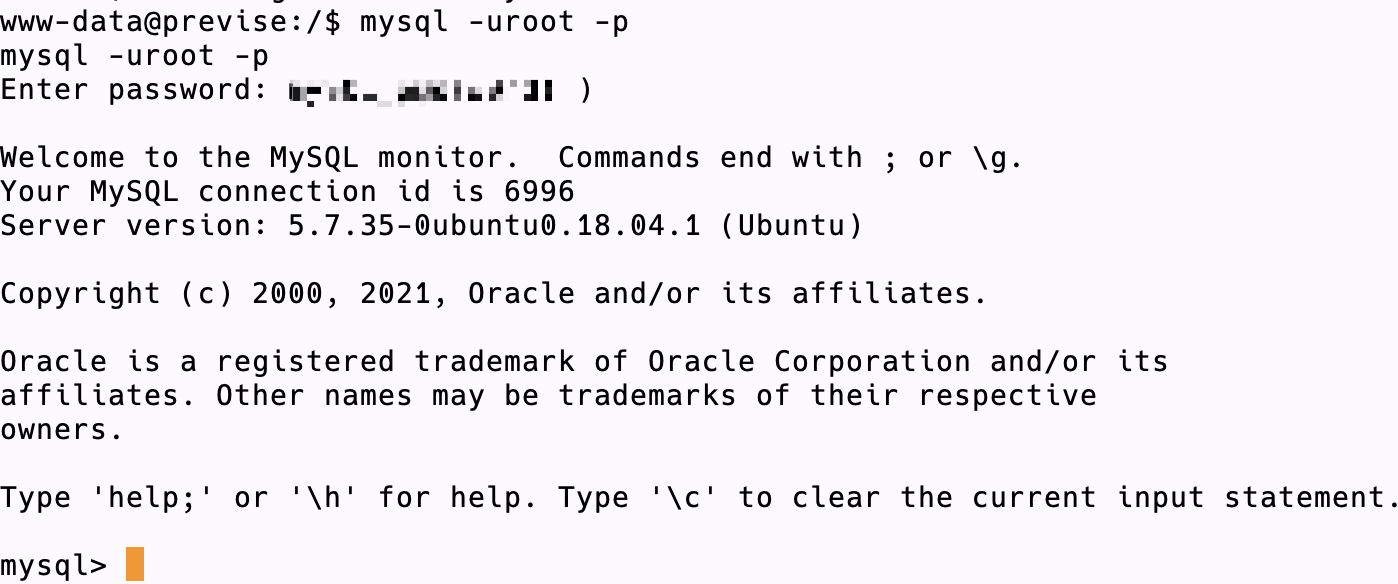 www-data@previse:/$ mysql -uroot -p
mysql -uroot -p
Enter password: )
Welcome to the MySQL monitor.  Commands end with ; or \g.
Your MySQL connection id is 6996
Server version: 5.7.35-0ubuntu0.18.04.1 (Ubuntu)
Copyright (c) 2000, 2021, Oracle and/or its affiliates.
Oracle is a registered trademark of Oracle Corporation and/or its
affiliates. Other names may be trademarks of their respective
owners.
Type 'help;' or '\h' for help. Type '\c' to clear the current input statement.
mysql>